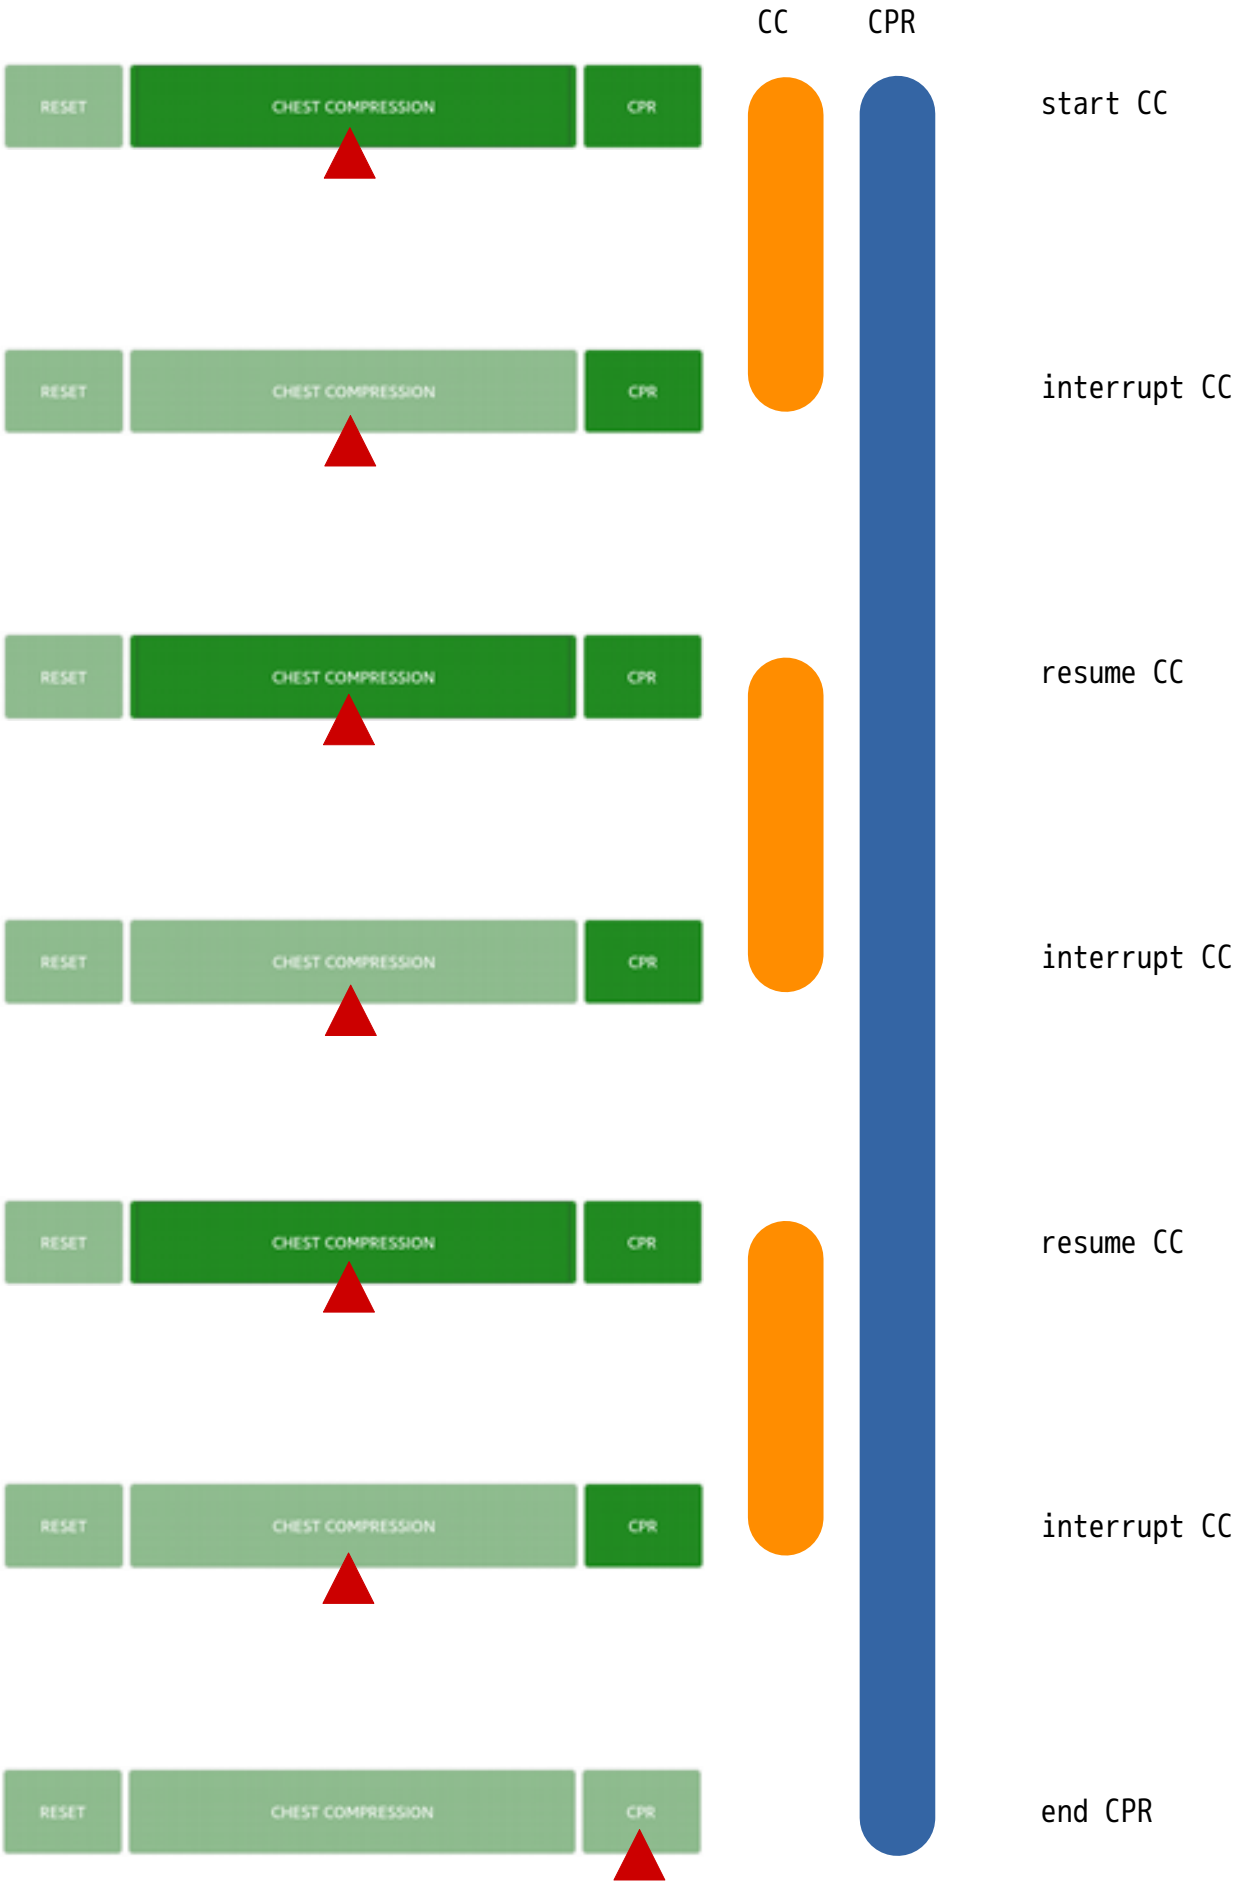 CC CPR
RESET CHEST COMPRESSION CPR start CC
RESET CHEST COMPRESSION CPR interrupt CC
RESET CHEST COMPRESSION CPR resume CC
RESET CHEST COMPRESSION CPR interrupt CC
RESET CHEST COMPRESSION CPR resume CC
RESET CHEST COMPRESSION CPR interrupt CC
RESET CHEST COMPRESSION CPR end CPR